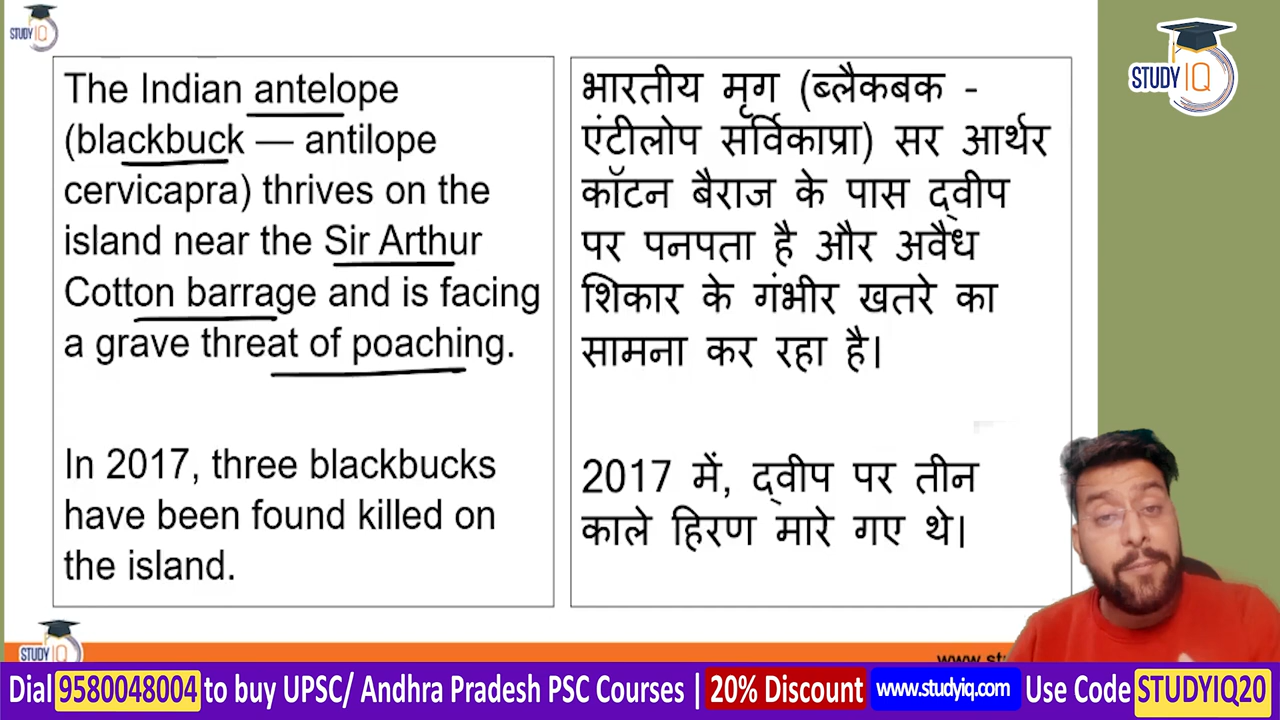 STUDY IQ
STUDY IQ
The Indian antelope
(blackbuck — antilope
cervicapra) thrives on the
island near the Sir Arthur
Cotton barrage and is facing
a grave threat of poaching.
In 2017, three blackbucks
have been found killed on
the island.
भारतीय मृग (ब्लैकबक -
एंटीलोप सर्विकाप्रा) सर आर्थर
कॉटन बैराज के पास द्वीप
पर पनपता है और अवैध
शिकार के गंभीर खतरे का
सामना कर रहा है।
2017 में, द्वीप पर तीन
काले हिरण मारे गए थे।
STUDY IQ
Dial 9580048004 to buy UPSC/ Andhra Pradesh PSC Courses | 20% Discount www.studyiq.com Use Code STUDYIQ20